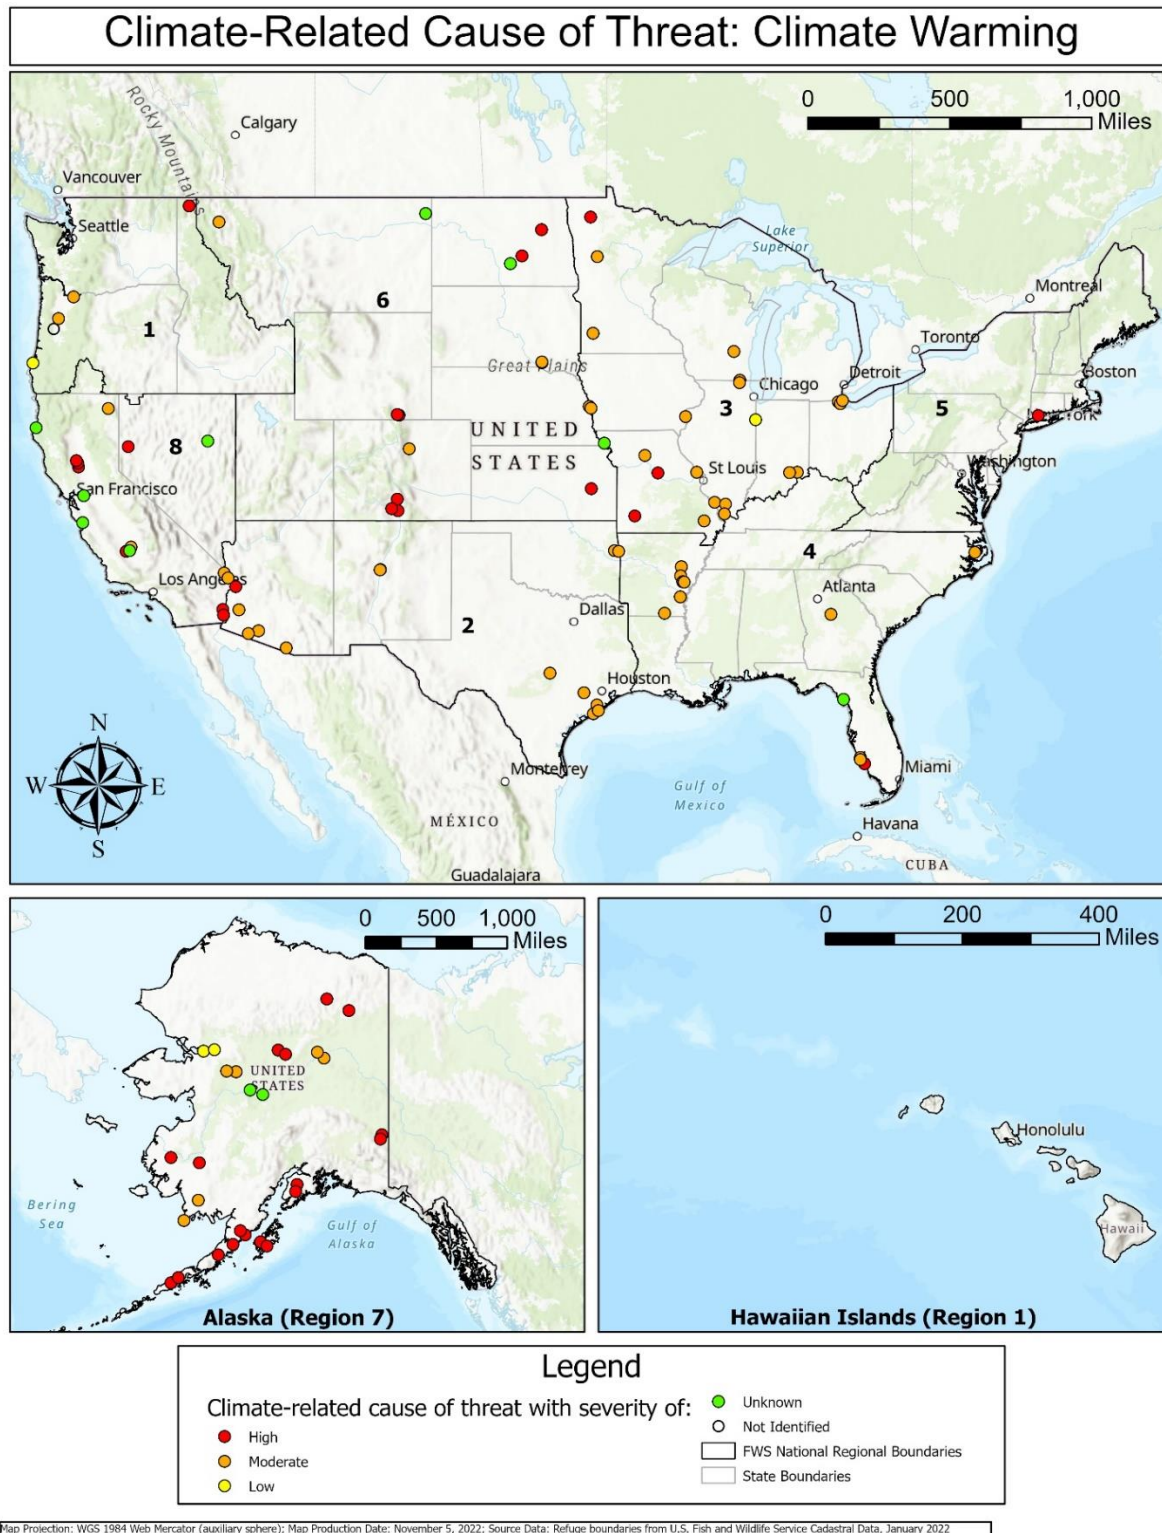 Climate-Related Cause of Threat: Climate Warming
0 500 1,000
Miles
Rocky Mountains
Calgary
Vancouver
Seattle
Lake
Superior
Montreal
6
1
Toronto
Great Plains
Detroit
Boston
Chicago
3
5
New York
UNITED
STATES
8
St Louis
Washington
San Francisco
4
Los Angeles
Atlanta
2
Dallas
Houston
N
W E
S
Monterrey
Miami
Gulf of
Mexico
MÉXICO
Havana
CUBA
Guadalajara
0 500 1,000
Miles
UNITED
STATES
Bering
Sea
Gulf of
Alaska
Alaska (Region 7)
0 200 400
Miles
Honolulu
Hawaii
Hawaiian Islands (Region 1)
Legend
Climate-related cause of threat with severity of:
High
Moderate
Low
Unknown
Not Identified
FWS National Regional Boundaries
State Boundaries
Map Projection: WGS 1984 Web Mercator (auxiliary sphere); Map Production Date: November 5, 2022; Source Data: Refuge boundaries from U.S. Fish and Wildlife Service Cadastral Data, January 2022